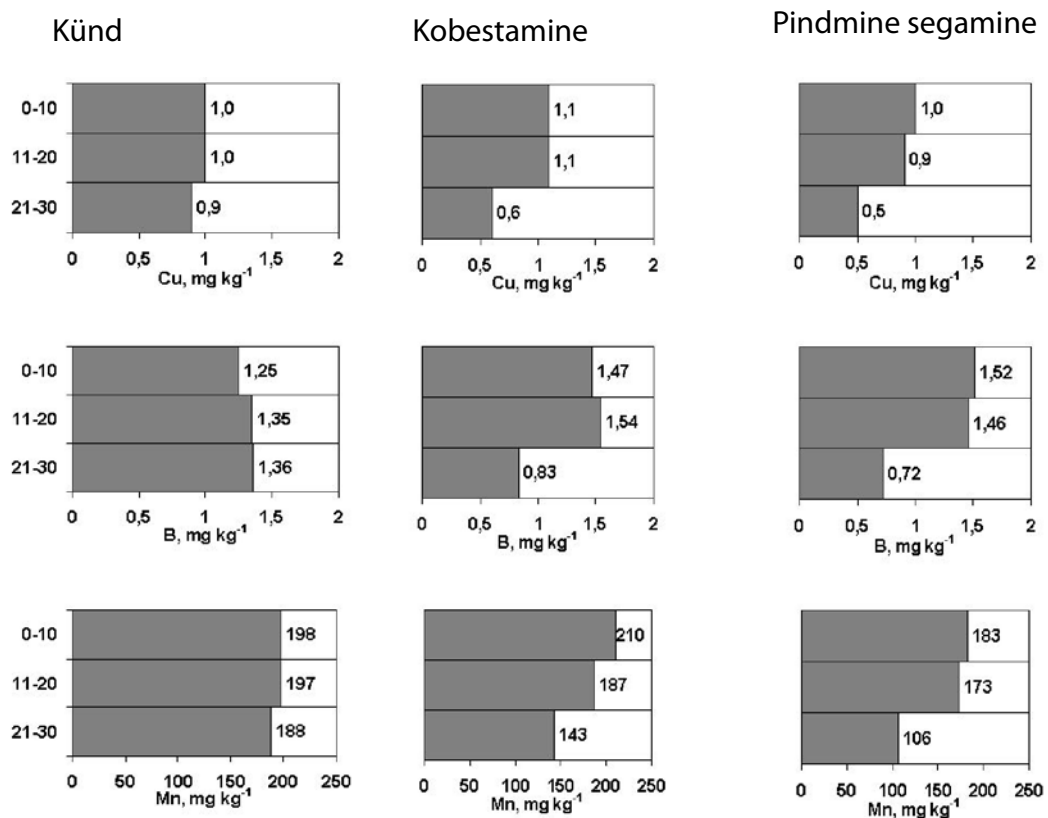 Künd
Kobestamine
Pindmine segamine
0-10
1,0
11-20
1,0
21-30
0,9
0 0,5 1 1,5 2
Cu, mg kg-1
1,1
1,1
0,6
0 0,5 1 1,5 2
Cu, mg kg-1
1,0
0,9
0,5
0 0,5 1 1,5 2
Cu, mg kg-1
0-10
1,25
11-20
1,35
21-30
1,36
0 0,5 1 1,5 2
B, mg kg-1
1,47
1,54
0,83
0 0,5 1 1,5 2
B, mg kg-1
1,52
1,46
0,72
0 0,5 1 1,5 2
B, mg kg-1
0-10
198
11-20
197
21-30
188
0 50 100 150 200 250
Mn, mg kg-1
210
187
143
0 50 100 150 200 250
Mn, mg kg-1
183
173
106
0 50 100 150 200 250
Mn, mg kg-1